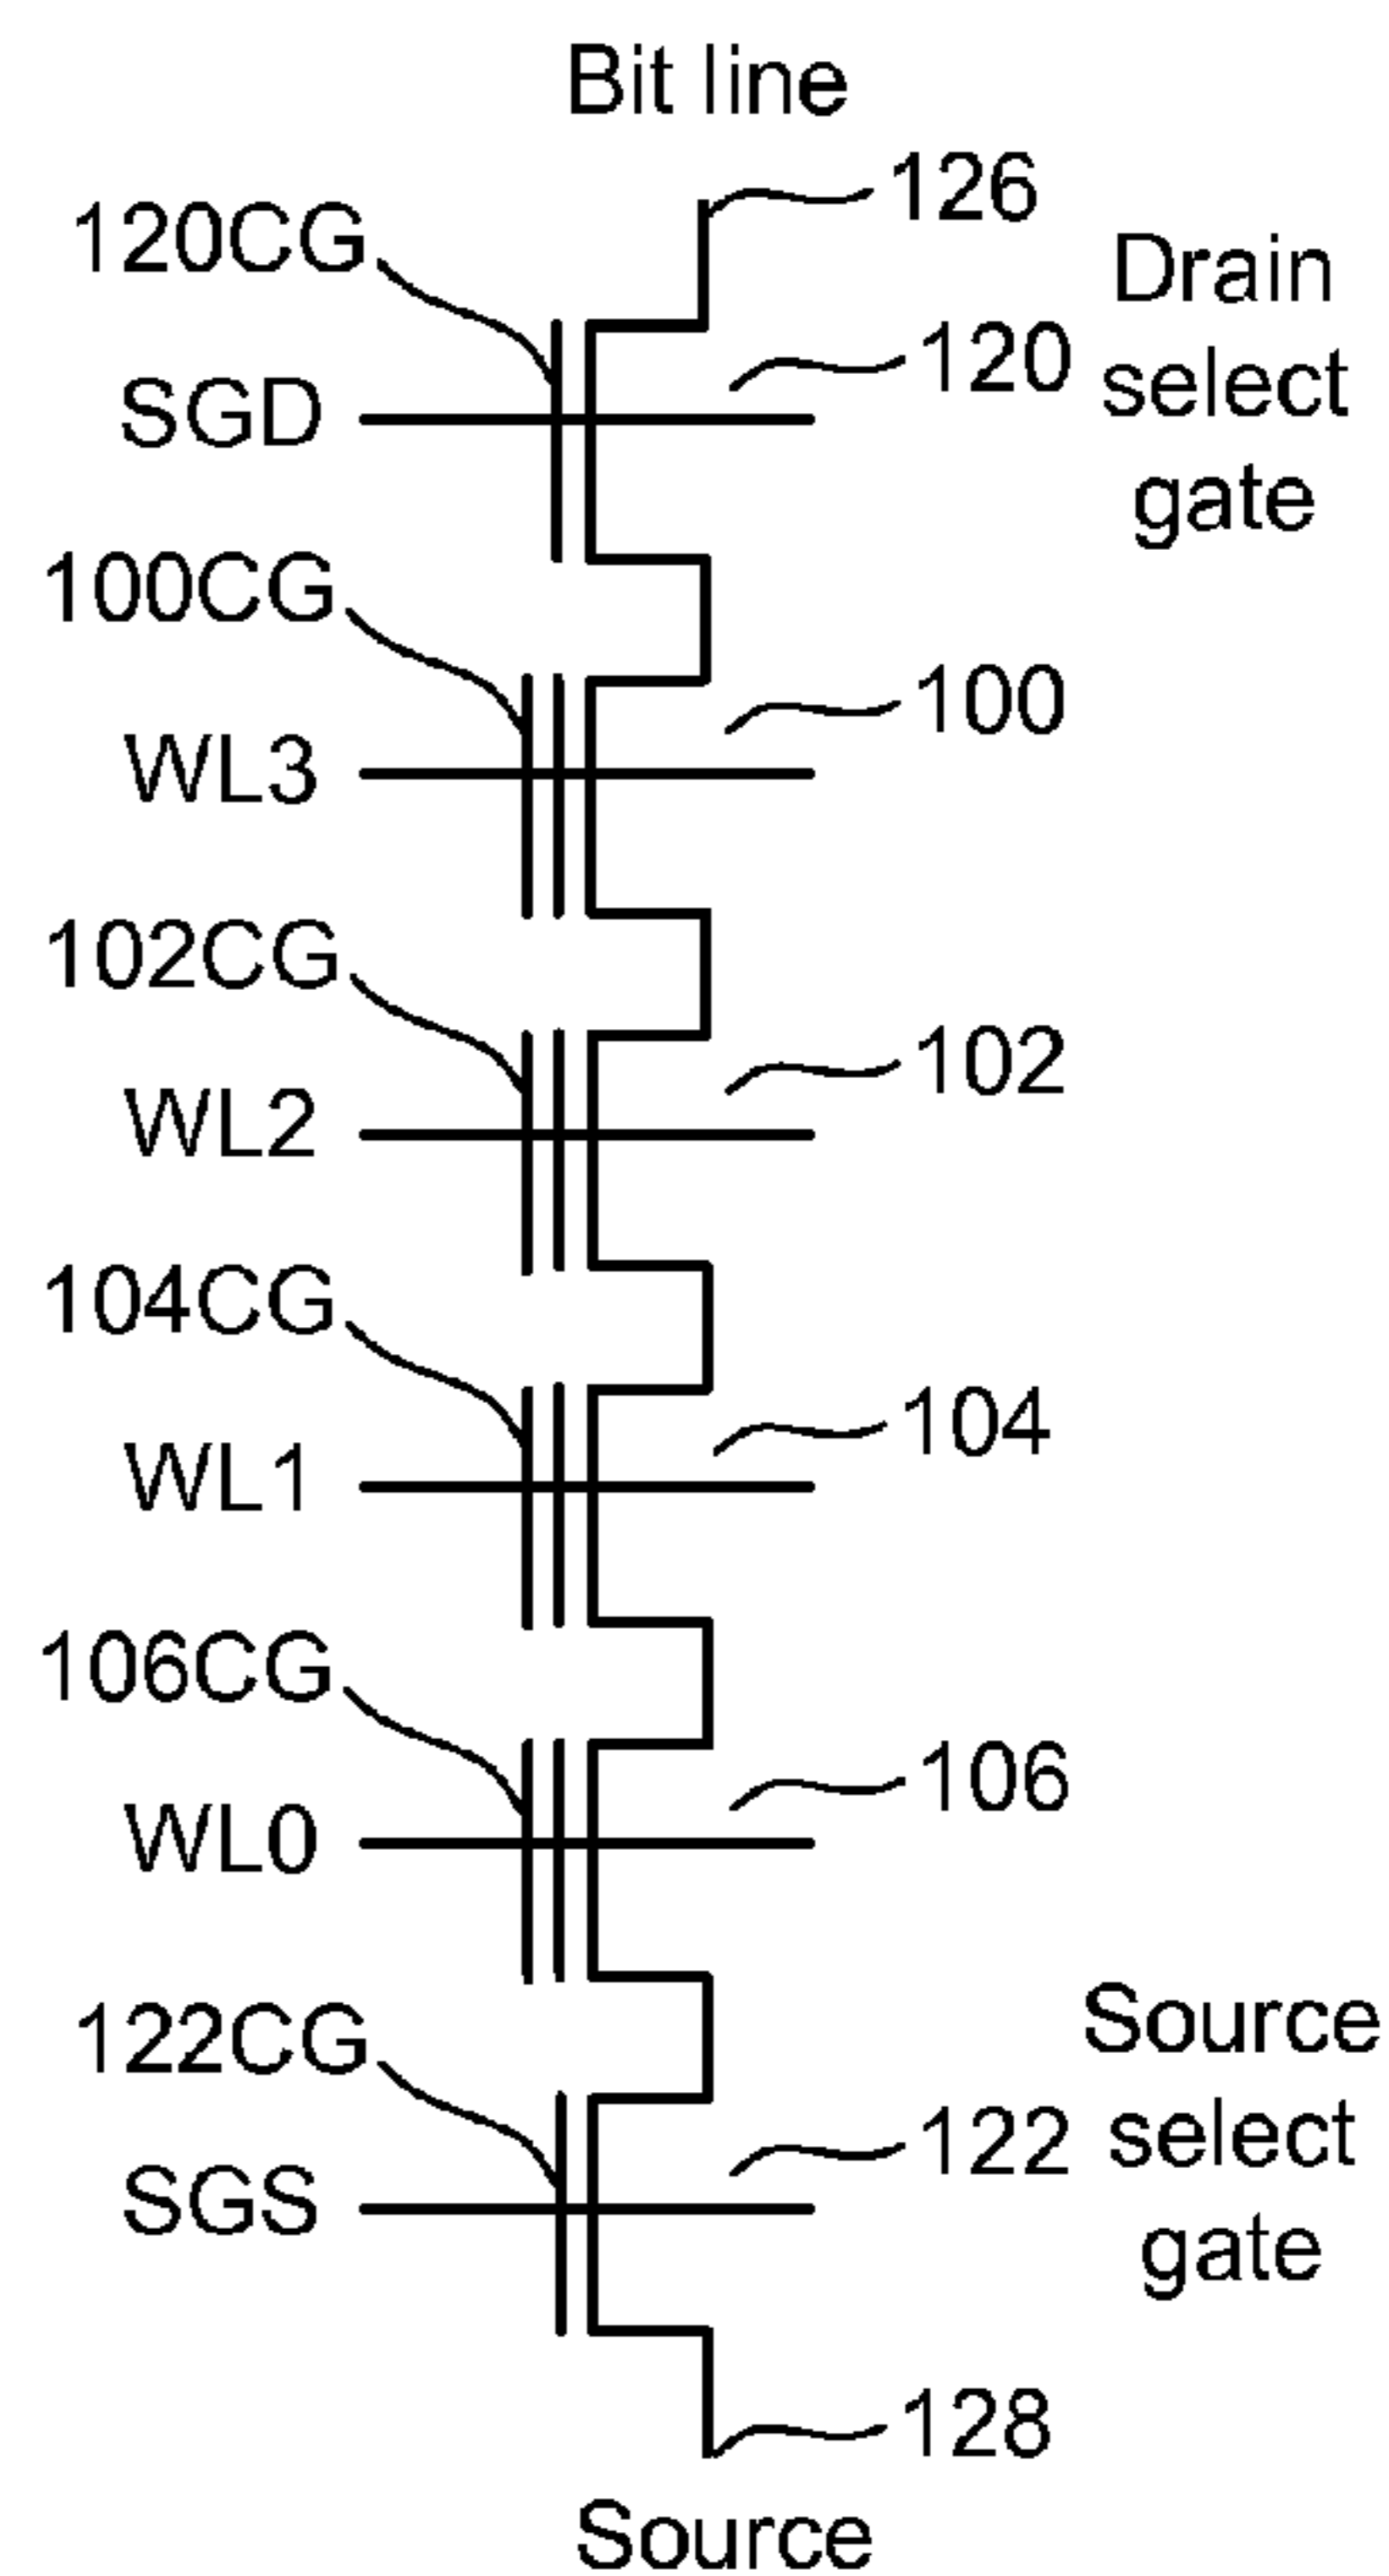 Bit line
126
120CG
Drain
select
gate
120
SGD
100CG
100
WL3
102CG
102
WL2
104CG
104
WL1
106CG
106
WL0
122CG
Source
select
gate
122
SGS
128
Source